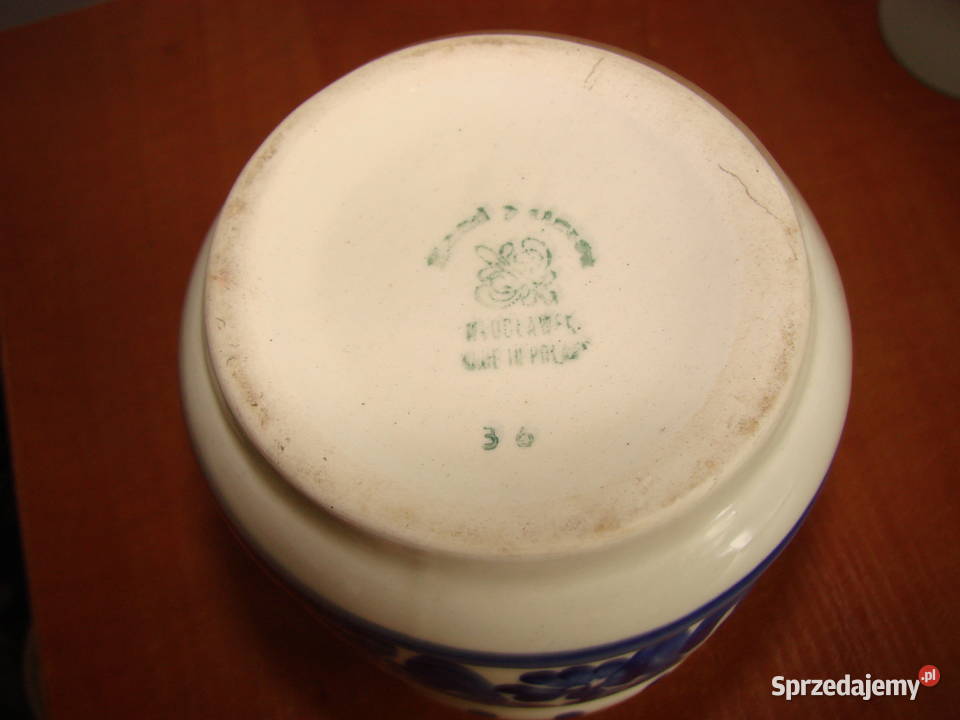 WŁOCŁAWEK
MADE IN POLAND
36
Sprzedajemy.pl